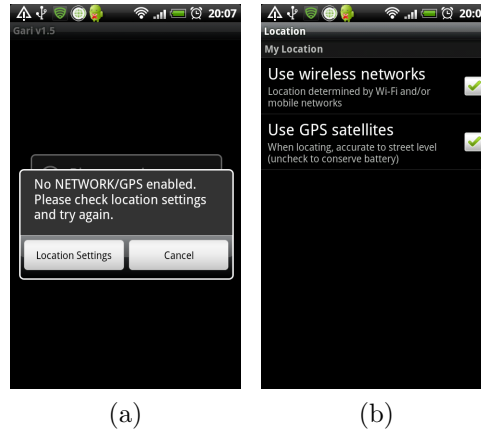 20:07
Gari v1.5
No NETWORK/GPS enabled.
Please check location settings
and try again.
Location Settings
Cancel
(a)
20:0
Location
My Location
Use wireless networks
Location determined by Wi-Fi and/or
mobile networks
Use GPS satellites
When locating, accurate to street level
(uncheck to conserve battery)
(b)